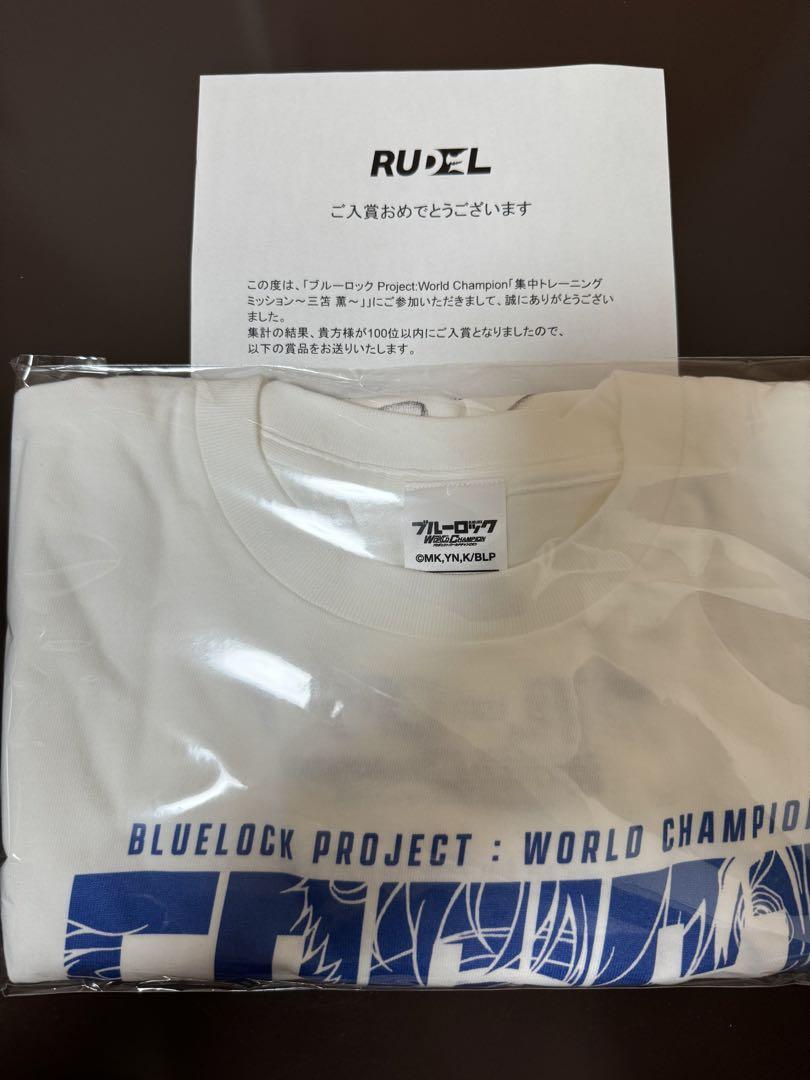 RUDEL
ご入賞おめでとうございます
この度は、「ブルーロック Project:World Champion「集中トレーニング
ミッション～三笘 薫～」」にご参加いただきまして、誠にありがとうござい
ました。
集計の結果、貴方様が100位以内にご入賞となりましたので、
以下の賞品をお送りいたします。
ブルーロック
WORLD CHAMPION
©MK,YN,K/BLP
BLUELOCK PROJECT : WORLD CHAMPIO